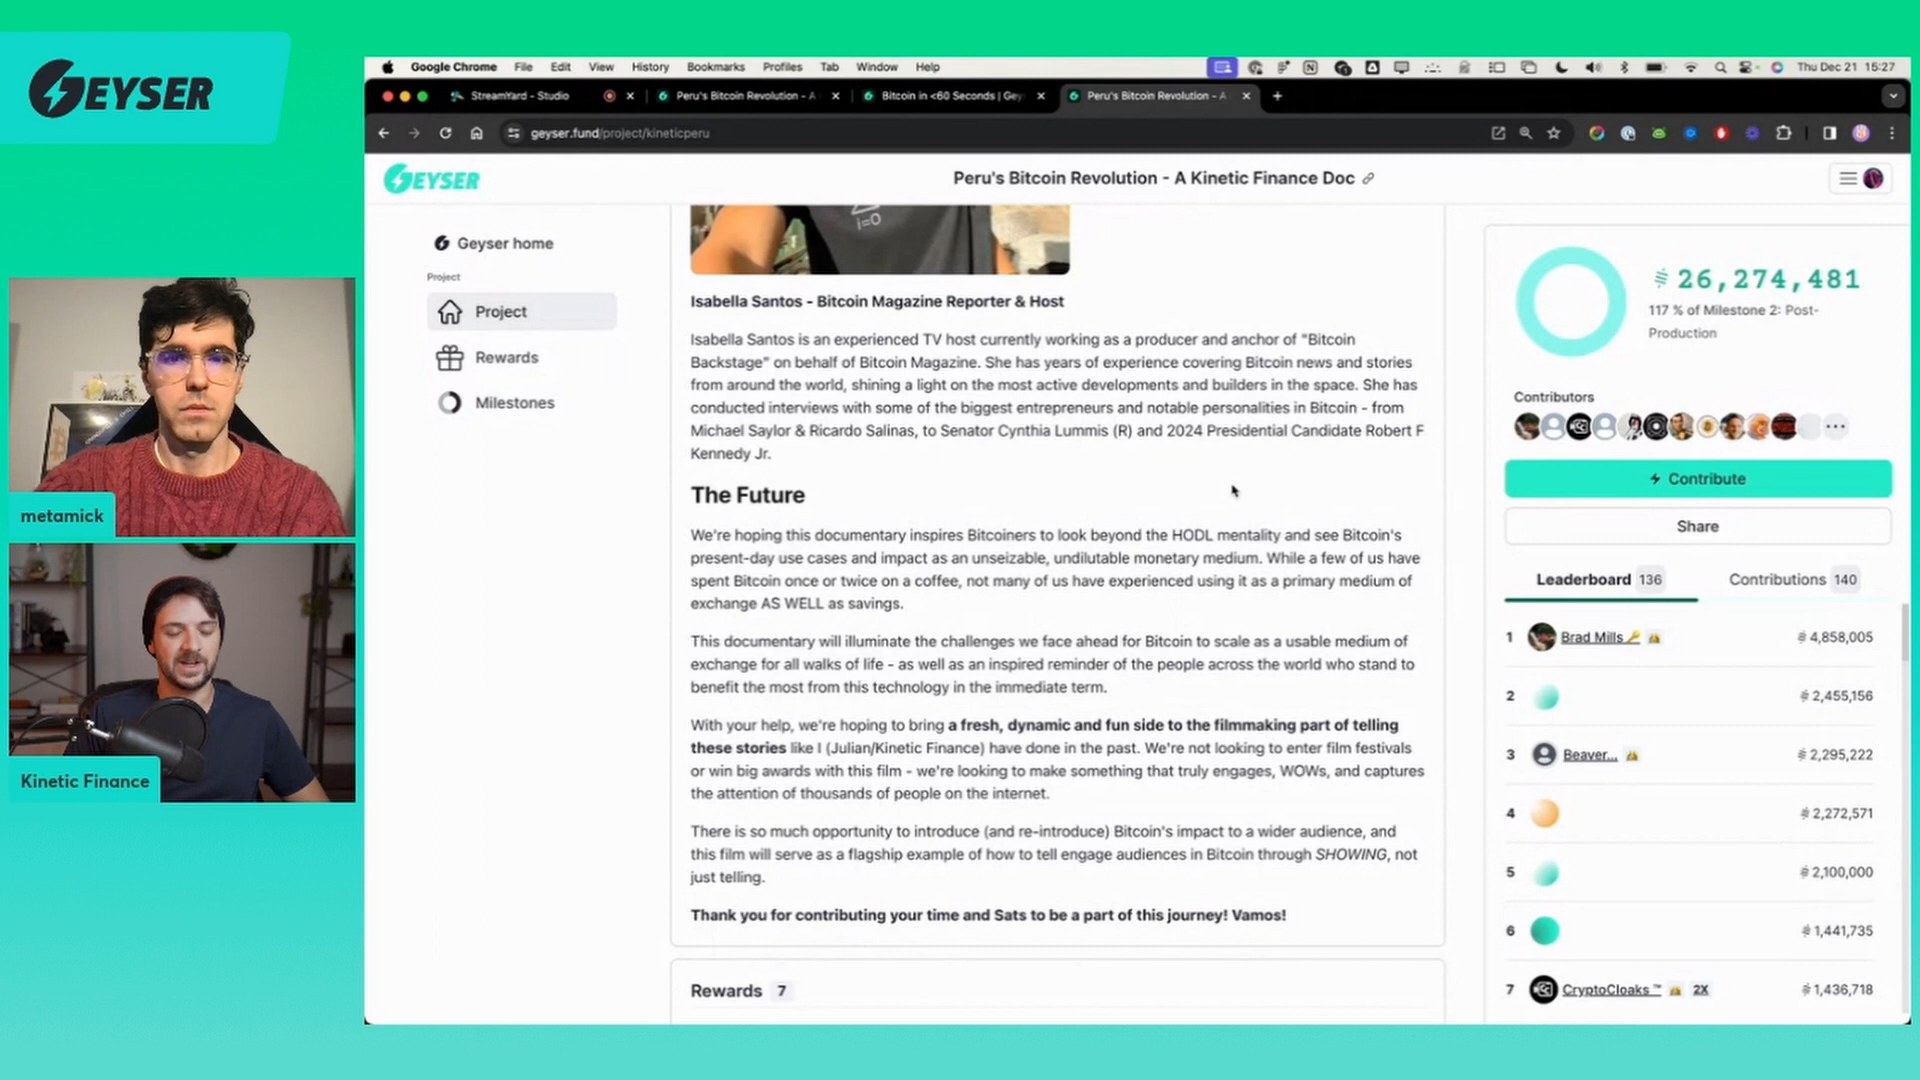 GEYSER
metamick
Kinetic Finance
Google Chrome File Edit View History Bookmarks Profiles Tab Window Help
Thu Dec 21 15:27
StreamYard - Studio
Peru's Bitcoin Revolution - A
Bitcoin in <60 Seconds | Gey
Peru's Bitcoin Revolution - A
geyser.fund/project/kineticperu
GEYSER
Peru's Bitcoin Revolution - A Kinetic Finance Doc
Geyser home
Project
Project
Rewards
Milestones
i=0
Isabella Santos - Bitcoin Magazine Reporter & Host
Isabella Santos is an experienced TV host currently working as a producer and anchor of "Bitcoin
Backstage" on behalf of Bitcoin Magazine. She has years of experience covering Bitcoin news and stories
from around the world, shining a light on the most active developments and builders in the space. She has
conducted interviews with some of the biggest entrepreneurs and notable personalities in Bitcoin - from
Michael Saylor & Ricardo Salinas, to Senator Cynthia Lummis (R) and 2024 Presidential Candidate Robert F
Kennedy Jr.
The Future
We're hoping this documentary inspires Bitcoiners to look beyond the HODL mentality and see Bitcoin's
present-day use cases and impact as an unseizable, undilutable monetary medium. While a few of us have
spent Bitcoin once or twice on a coffee, not many of us have experienced using it as a primary medium of
exchange AS WELL as savings.
This documentary will illuminate the challenges we face ahead for Bitcoin to scale as a usable medium of
exchange for all walks of life - as well as an inspired reminder of the people across the world who stand to
benefit the most from this technology in the immediate term.
With your help, we're hoping to bring a fresh, dynamic and fun side to the filmmaking part of telling
these stories like I (Julian/Kinetic Finance) have done in the past. We're not looking to enter film festivals
or win big awards with this film - we're looking to make something that truly engages, WOWs, and captures
the attention of thousands of people on the internet.
There is so much opportunity to introduce (and re-introduce) Bitcoin's impact to a wider audience, and
this film will serve as a flagship example of how to tell engage audiences in Bitcoin through SHOWING, not
just telling.
Thank you for contributing your time and Sats to be a part of this journey! Vamos!
Rewards 7
26,274,481
117 % of Milestone 2: Post-
Production
Contributors
Contribute
Share
Leaderboard 136 Contributions 140
1 Brad Mills 4,858,005
2 2,455,156
3 Beaver... 2,295,222
4 2,272,571
5 2,100,000
6 1,441,735
7 CryptoCloaks ™ 2X 1,436,718